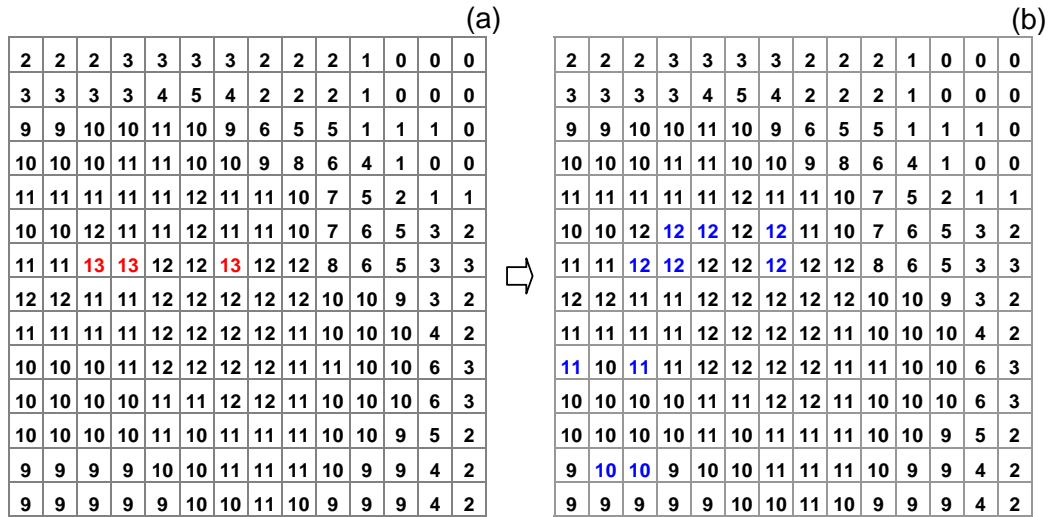 (a) (b)
2 2 2 3 3 3 3 2 2 2 1 0 0 0 2 2 2 3 3 3 3 2 2 2 1 0 0 0
3 3 3 3 4 5 4 2 2 2 1 0 0 0 3 3 3 3 4 5 4 2 2 2 1 0 0 0
9 9 10 10 11 10 9 6 5 5 1 1 1 0 9 9 10 10 11 10 9 6 5 5 1 1 1 0
10 10 10 11 11 10 10 9 8 6 4 1 0 0 10 10 10 11 11 10 10 9 8 6 4 1 0 0
11 11 11 11 11 12 11 11 10 7 5 2 1 1 11 11 11 11 11 12 11 11 10 7 5 2 1 1
10 10 12 11 11 12 11 11 10 7 6 5 3 2 10 10 12 12 12 12 12 11 10 7 6 5 3 2
11 11 13 13 12 12 13 12 12 8 6 5 3 3 11 11 12 12 12 12 12 12 12 8 6 5 3 3
12 12 11 11 12 12 12 12 12 10 10 9 3 2 12 12 11 11 12 12 12 12 12 10 10 9 3 2
11 11 11 11 12 12 12 12 11 10 10 10 4 2 11 11 11 11 12 12 12 12 11 10 10 10 4 2
10 10 10 11 12 12 12 12 11 11 10 10 6 3 11 10 11 11 12 12 12 12 11 11 10 10 6 3
10 10 10 10 11 11 12 12 11 10 10 10 6 3 10 10 10 10 11 11 12 12 11 10 10 10 6 3
10 10 10 10 11 10 11 11 11 10 10 9 5 2 10 10 10 10 11 10 11 11 11 10 10 9 5 2
9 9 9 9 10 10 11 11 11 10 9 9 4 2 9 10 10 9 10 10 11 11 11 10 9 9 4 2
9 9 9 9 9 10 10 11 10 9 9 9 4 2 9 9 9 9 9 10 10 11 10 9 9 9 4 2